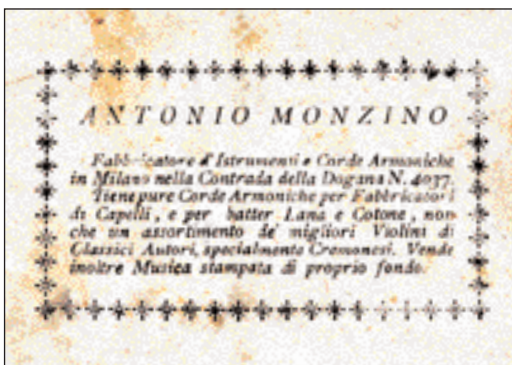 ANTONIO MONZINO
Fabbricatore d'Istrumenti e Corde Armoniche
in Milano nella Contrada della Dogana N. 4037.
Tiene pure Corde Armoniche per Fabbricatori
di Capelli, e per batter Lana e Cotone, non-
che un assortimento de' migliori Violini di
Classici Autori, specialmente Cremonesi. Vende
inoltre Musica stampata di proprio fondo.